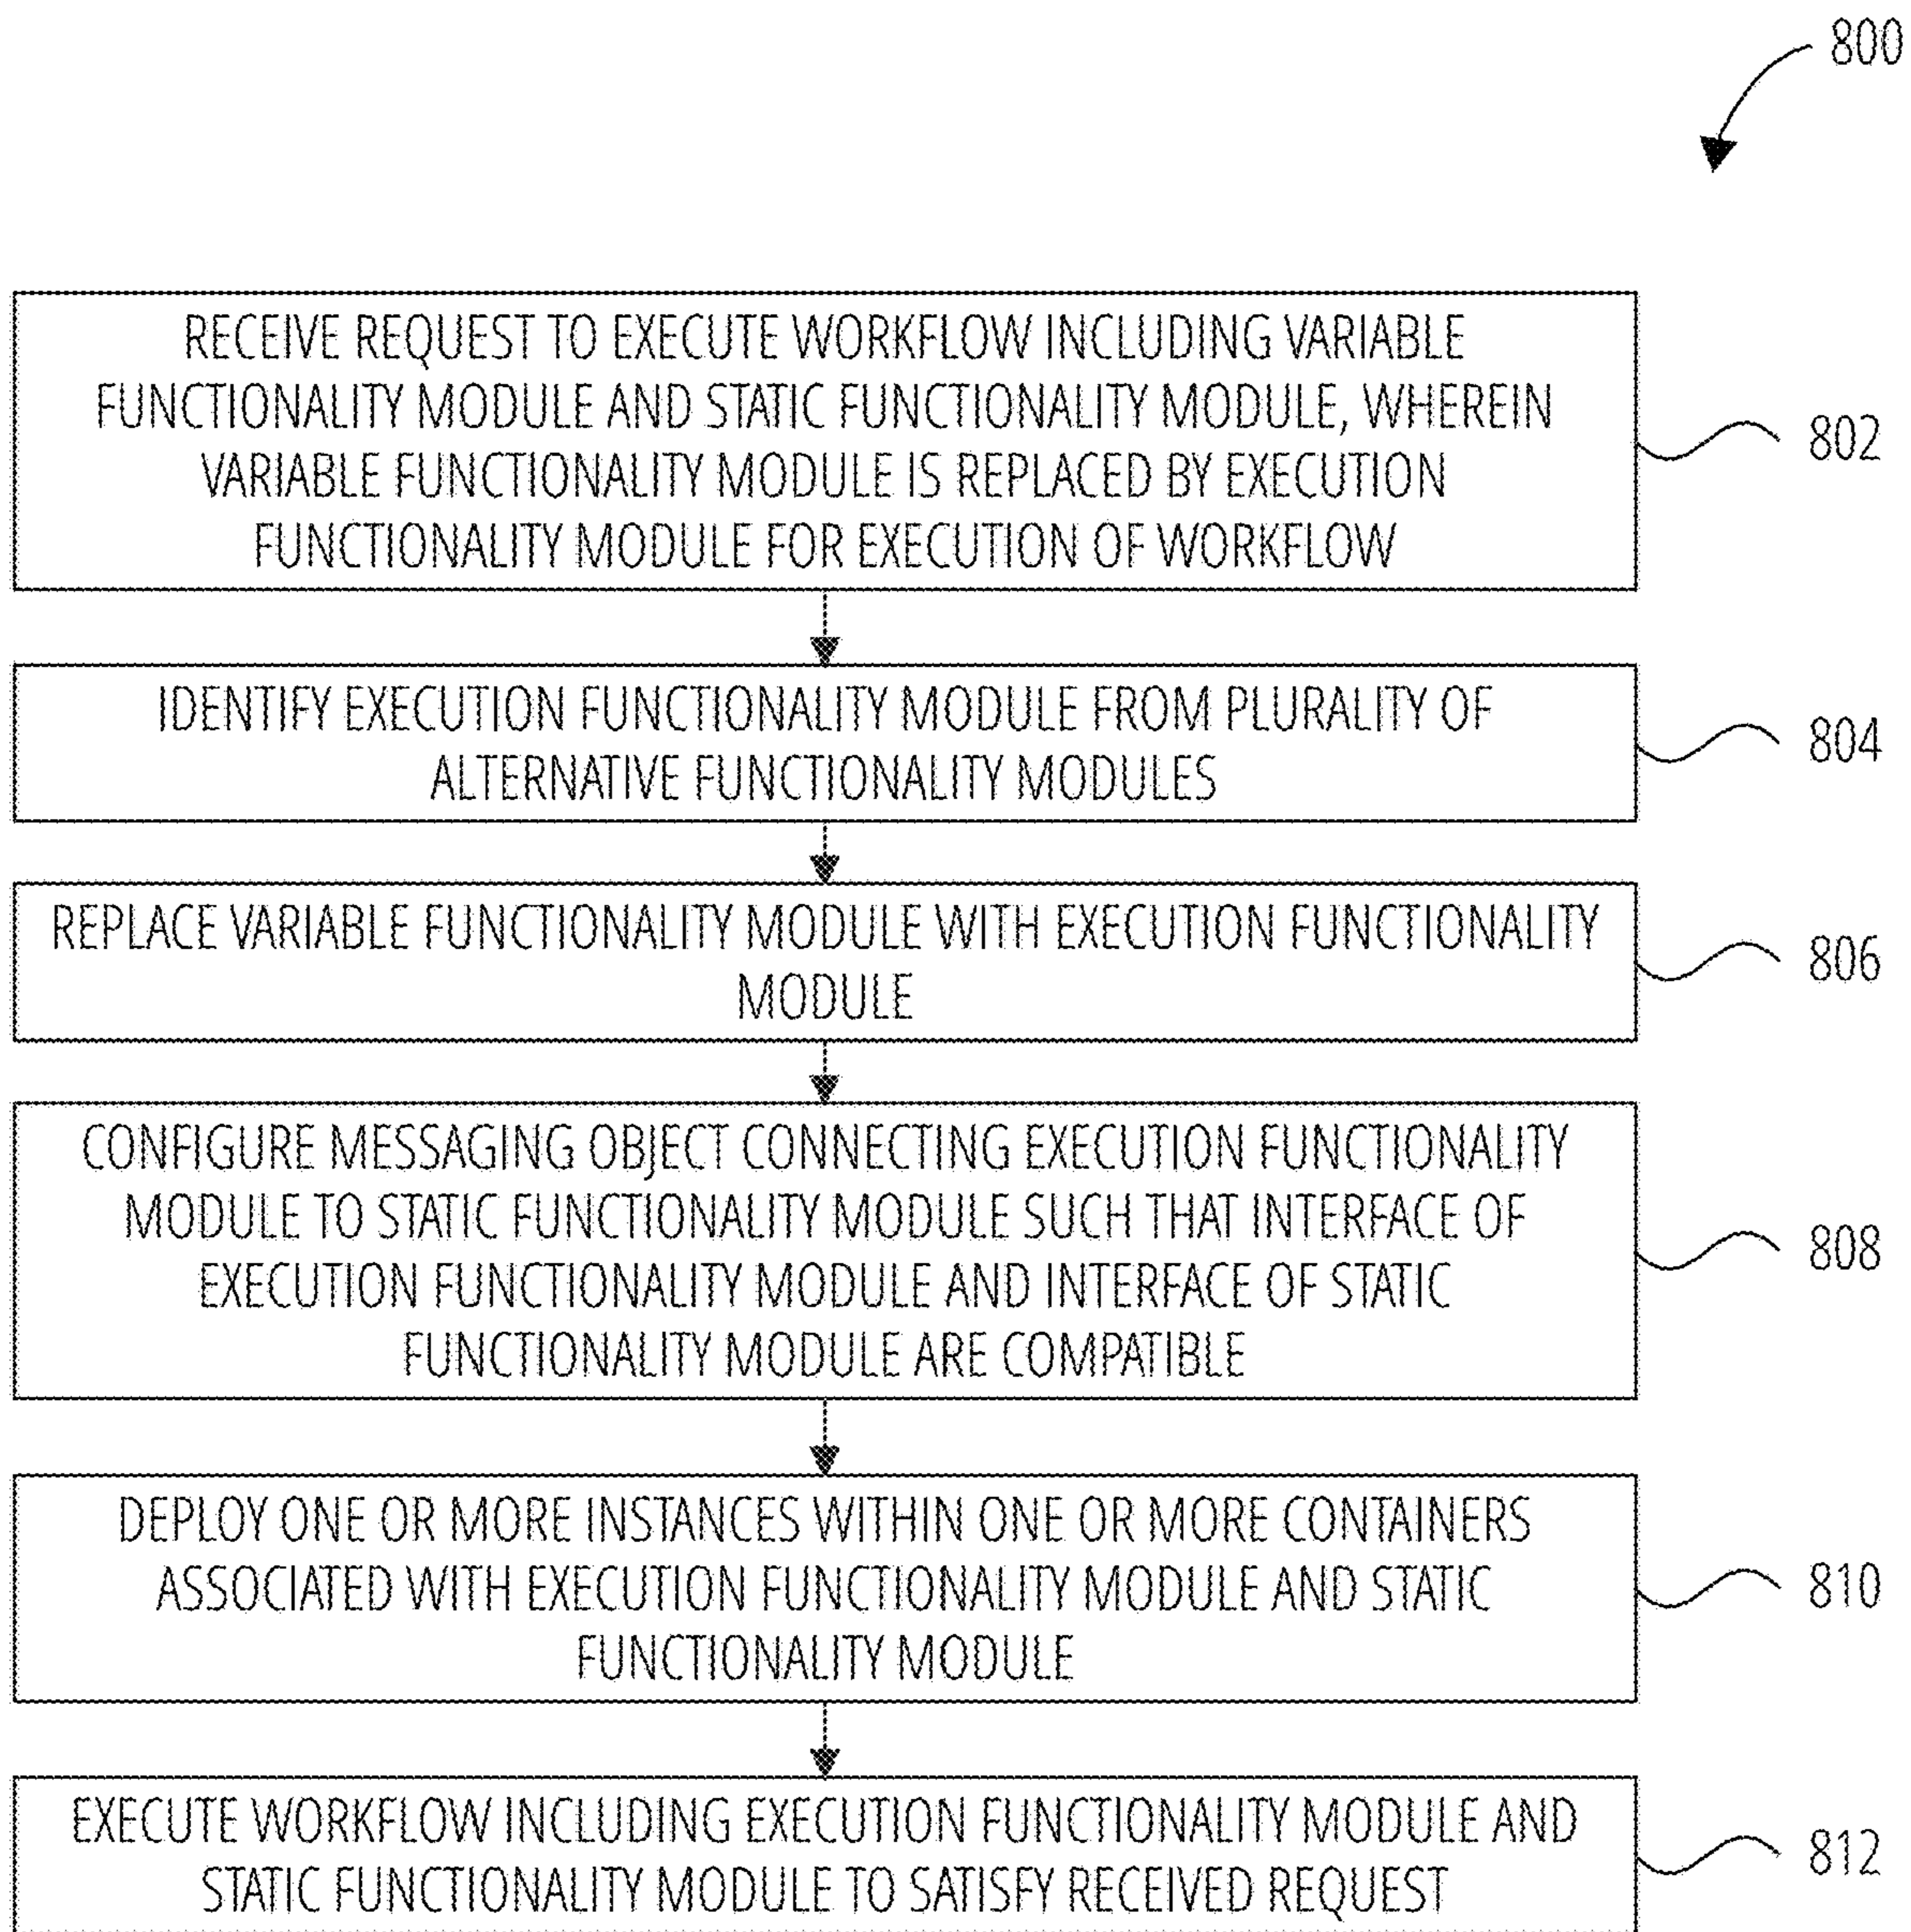 800
RECEIVE REQUEST TO EXECUTE WORKFLOW INCLUDING VARIABLE
FUNCTIONALITY MODULE AND STATIC FUNCTIONALITY MODULE, WHEREIN
VARIABLE FUNCTIONALITY MODULE IS REPLACED BY EXECUTION
FUNCTIONALITY MODULE FOR EXECUTION OF WORKFLOW
802
IDENTIFY EXECUTION FUNCTIONALITY MODULE FROM PLURALITY OF
ALTERNATIVE FUNCTIONALITY MODULES
804
REPLACE VARIABLE FUNCTIONALITY MODULE WITH EXECUTION FUNCTIONALITY
MODULE
806
CONFIGURE MESSAGING OBJECT CONNECTING EXECUTION FUNCTIONALITY
MODULE TO STATIC FUNCTIONALITY MODULE SUCH THAT INTERFACE OF
EXECUTION FUNCTIONALITY MODULE AND INTERFACE OF STATIC
FUNCTIONALITY MODULE ARE COMPATIBLE
808
DEPLOY ONE OR MORE INSTANCES WITHIN ONE OR MORE CONTAINERS
ASSOCIATED WITH EXECUTION FUNCTIONALITY MODULE AND STATIC
FUNCTIONALITY MODULE
810
EXECUTE WORKFLOW INCLUDING EXECUTION FUNCTIONALITY MODULE AND
STATIC FUNCTIONALITY MODULE TO SATISFY RECEIVED REQUEST
812